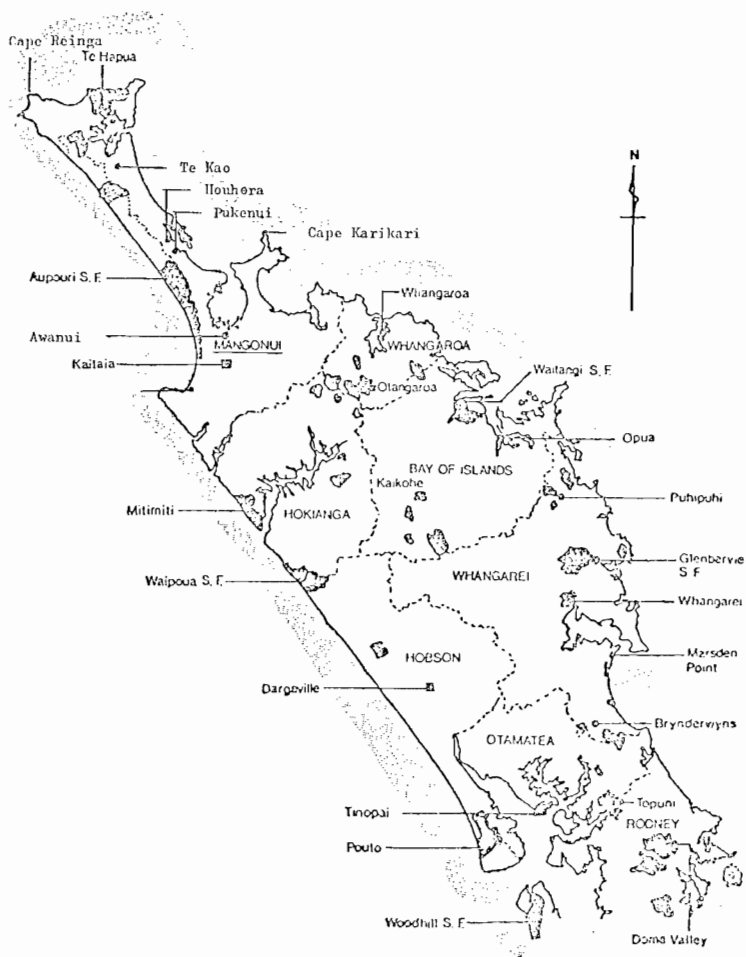 Cape Reinga
Te Hapua
N
Te Kao
Houhora
Pukenui
Cape Karikari
Aupouri S.F.
Whangaroa
Awanui
MANGONUI
WHANGAROA
Waitangi S.F.
Kaitaia
Otangaroa
Opua
BAY OF ISLANDS
Kaikohe
Puhipuhi
Mitimiti
HOKIANGA
Glenbervie
S.F.
Waipoua S.F.
WHANGAREI
Whangarei
HOBSON
Marsden
Point
Dargaville
Brynderwyns
OTAMATEA
Tinopai
Topuni
RODNEY
Pouto
Woodhill S.F.
Dome Valley